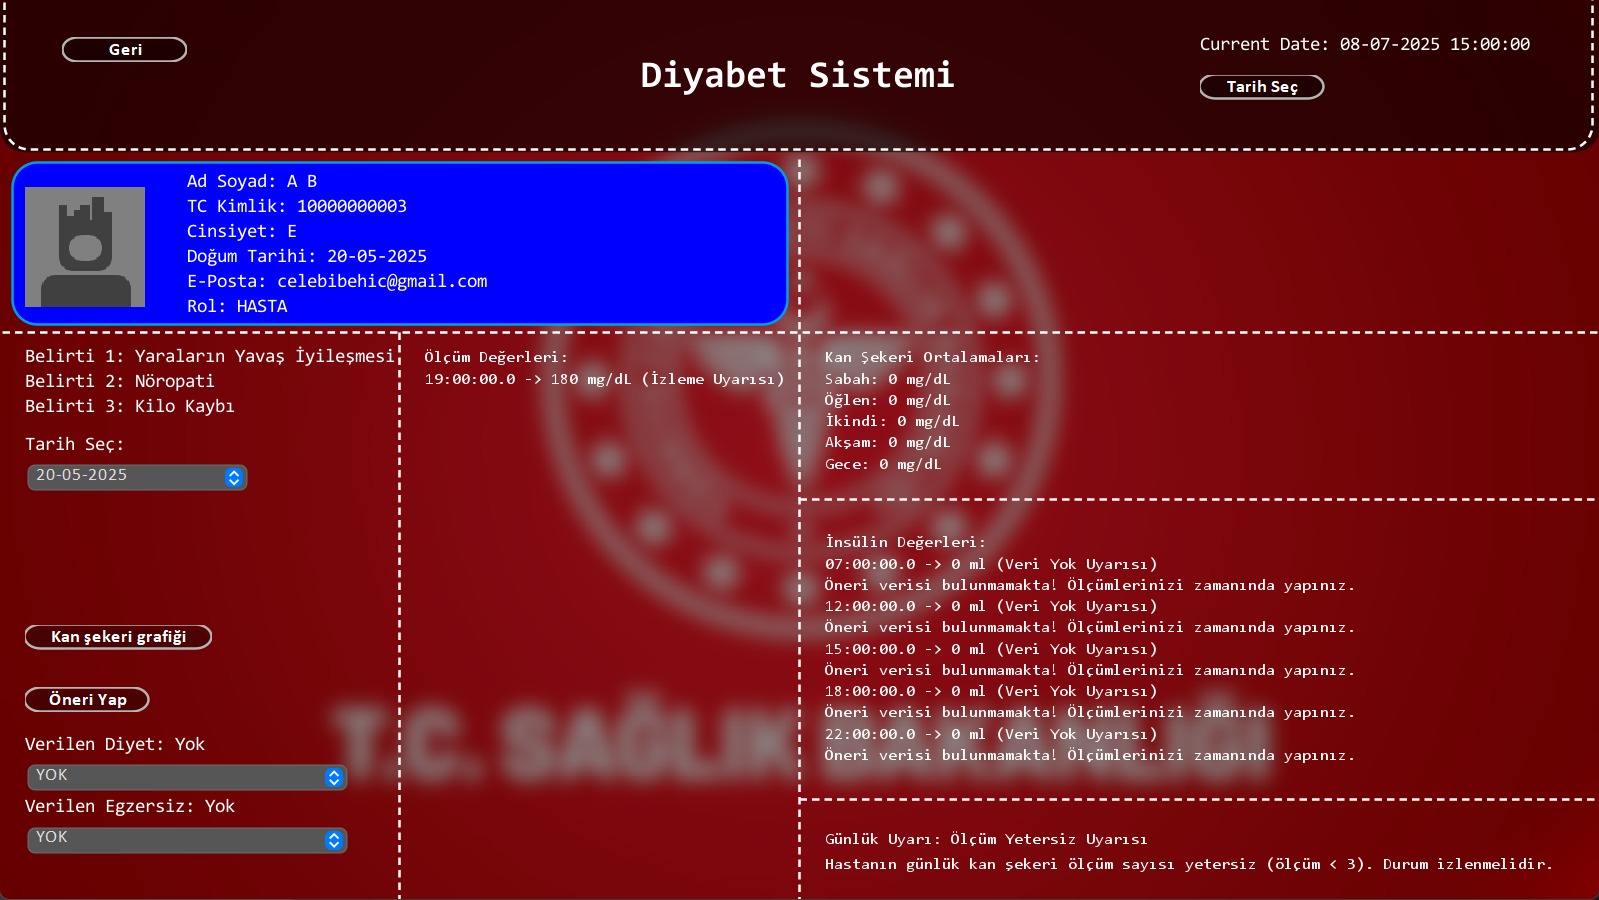 Geri
Diyabet Sistemi
Current Date: 08-07-2025 15:00:00
Tarih Seç
Ad Soyad: A B
TC Kimlik: 10000000003
Cinsiyet: E
Doğum Tarihi: 20-05-2025
E-Posta: celebibehic@gmail.com
Rol: HASTA
Belirti 1: Yaraların Yavaş İyileşmesi
Belirti 2: Nöropati
Belirti 3: Kilo Kaybı
Tarih Seç:
20-05-2025
Kan şekeri grafiği
Öneri Yap
Verilen Diyet: Yok
YOK
Verilen Egzersiz: Yok
YOK
Ölçüm Değerleri:
19:00:00.0 -> 180 mg/dL (İzleme Uyarısı)
Kan Şekeri Ortalamaları:
Sabah: 0 mg/dL
Öğlen: 0 mg/dL
İkindi: 0 mg/dL
Akşam: 0 mg/dL
Gece: 0 mg/dL
İnsülin Değerleri:
07:00:00.0 -> 0 ml (Veri Yok Uyarısı)
Öneri verisi bulunmamakta! Ölçümlerinizi zamanında yapınız.
12:00:00.0 -> 0 ml (Veri Yok Uyarısı)
Öneri verisi bulunmamakta! Ölçümlerinizi zamanında yapınız.
15:00:00.0 -> 0 ml (Veri Yok Uyarısı)
Öneri verisi bulunmamakta! Ölçümlerinizi zamanında yapınız.
18:00:00.0 -> 0 ml (Veri Yok Uyarısı)
Öneri verisi bulunmamakta! Ölçümlerinizi zamanında yapınız.
22:00:00.0 -> 0 ml (Veri Yok Uyarısı)
Öneri verisi bulunmamakta! Ölçümlerinizi zamanında yapınız.
Günlük Uyarı: Ölçüm Yetersiz Uyarısı
Hastanın günlük kan şekeri ölçüm sayısı yetersiz (ölçüm < 3). Durum izlenmelidir.
T.C. SAĞLIK